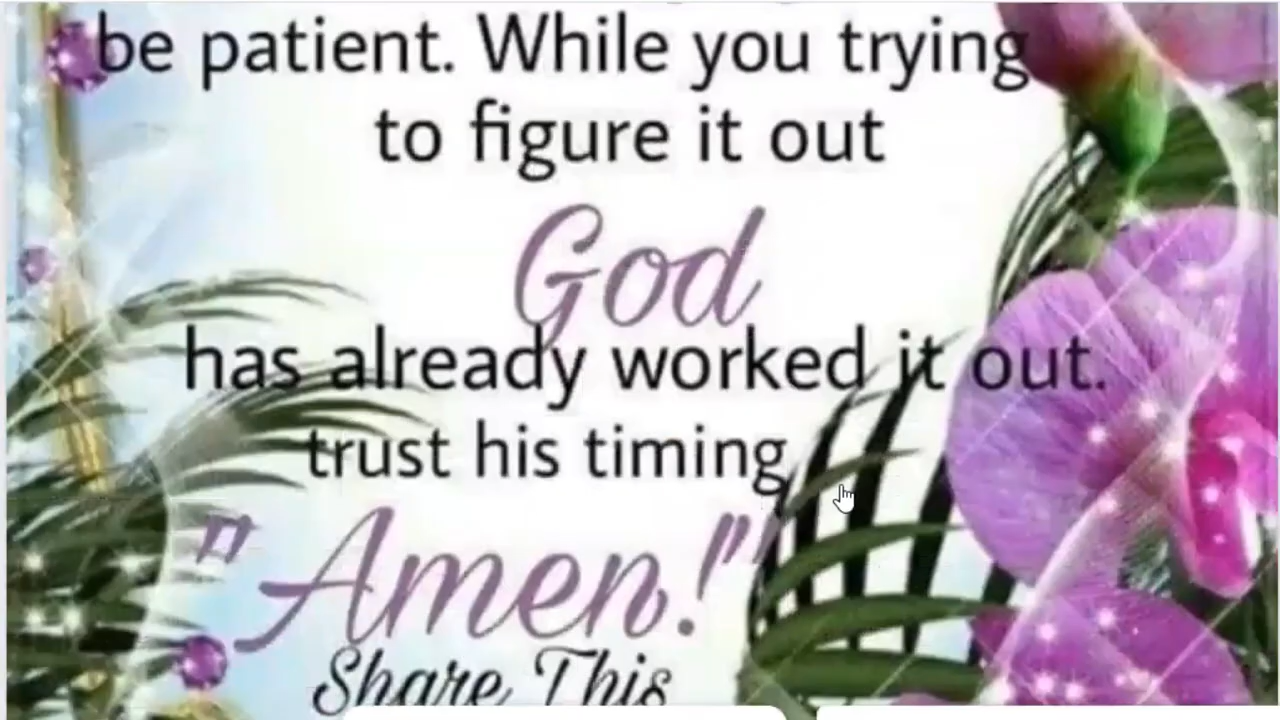 be patient. While you trying
to figure it out
God
has already worked it out.
trust his timing
"Amen!"
Share This